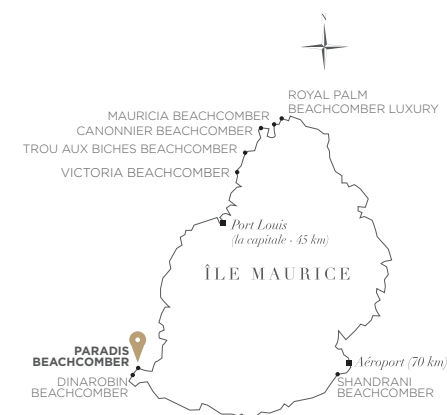 N
ROYAL PALM
BEACHCOMBER LUXURY
MAURICIA BEACHCOMBER
CANONNIER BEACHCOMBER
TROU AUX BICHES BEACHCOMBER
VICTORIA BEACHCOMBER
Port Louis
(la capitale - 45 km)
ÎLE MAURICE
PARADIS
BEACHCOMBER
DINAROBIN
BEACHCOMBER
Aéroport (70 km)
SHANDRANI
BEACHCOMBER